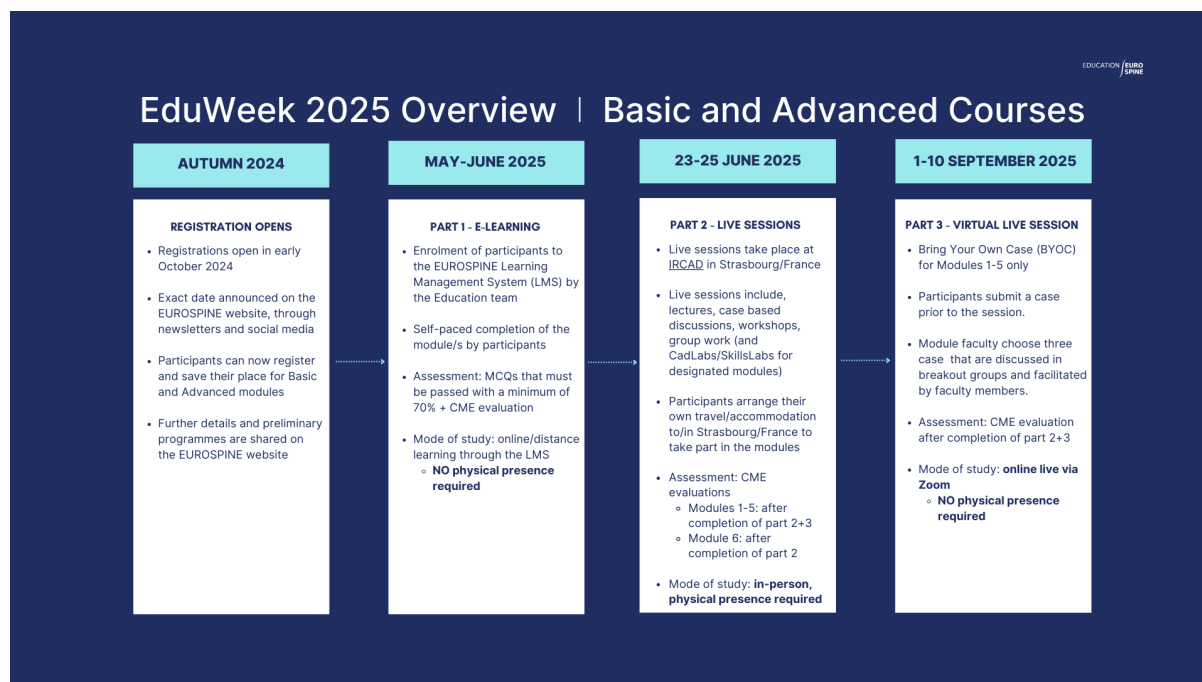 EDUCATION EURO
SPINE
EduWeek 2025 Overview | Basic and Advanced Courses
AUTUMN 2024
REGISTRATION OPENS
• Registrations open in early
October 2024
• Exact date announced on the
EUROSPINE website, through
newsletters and social media
• Participants can now register
and save their place for Basic
and Advanced modules
• Further details and preliminary
programmes are shared on
the EUROSPINE website
MAY-JUNE 2025
PART 1 - E-LEARNING
• Enrolment of participants to
the EUROSPINE Learning
Management System (LMS) by
the Education team
• Self-paced completion of the
module/s by participants
• Assessment: MCQs that must
be passed with a minimum of
70% + CME evaluation
• Mode of study: online/distance
learning through the LMS
◦ NO physical presence
required
23-25 JUNE 2025
PART 2 - LIVE SESSIONS
• Live sessions take place at
IRCAD in Strasbourg/France
• Live sessions include,
lectures, case based
discussions, workshops,
group work (and
CadLabs/SkillsLabs for
designated modules)
• Participants arrange their
own travel/accommodation
to/in Strasbourg/France to
take part in the modules
• Assessment: CME
evaluations
◦ Modules 1-5: after
completion of part 2+3
◦ Module 6: after
completion of part 2
• Mode of study: in-person,
physical presence required
1-10 SEPTEMBER 2025
PART 3 - VIRTUAL LIVE SESSION
• Bring Your Own Case (BYOC)
for Modules 1-5 only
• Participants submit a case
prior to the session.
• Module faculty choose three
case that are discussed in
breakout groups and facilitated
by faculty members.
• Assessment: CME evaluation
after completion of part 2+3
• Mode of study: online live via
Zoom
◦ NO physical presence
required